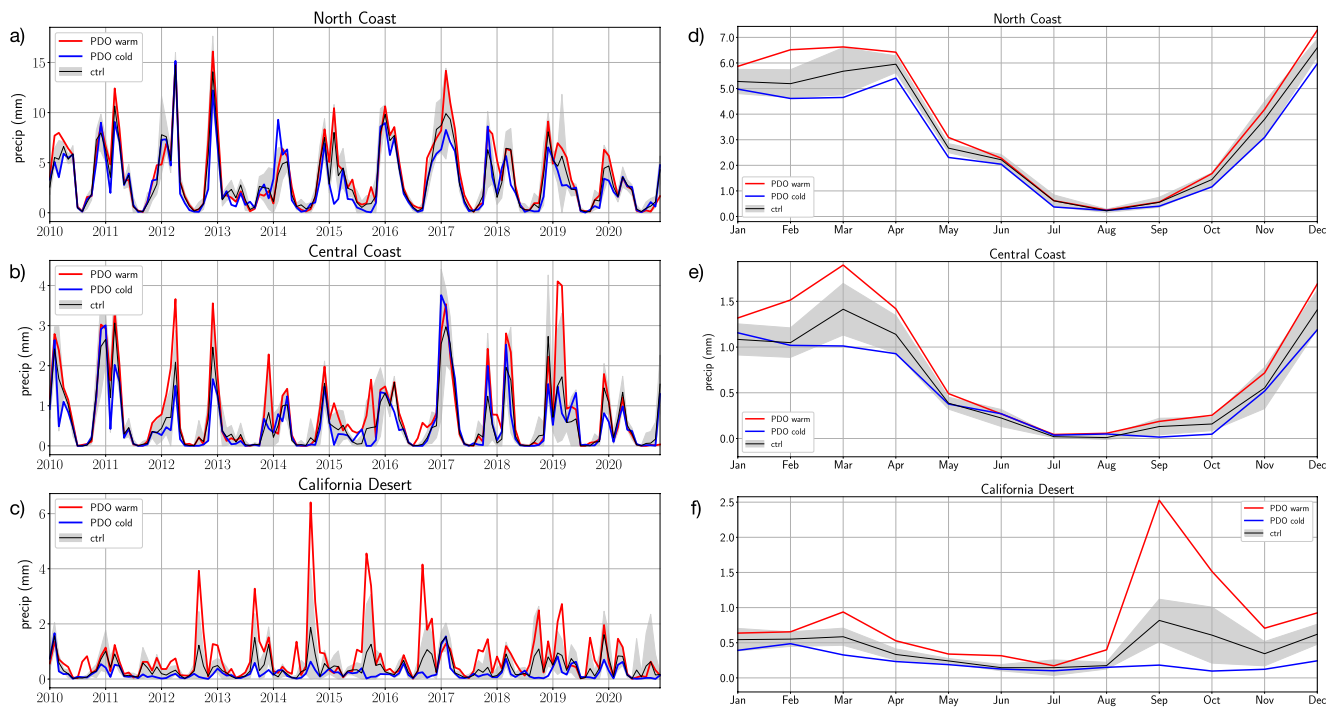 a)
North Coast
precip (mm)
15
10
5
0
PDO warm
PDO cold
ctrl
2010 2011 2012 2013 2014 2015 2016 2017 2018 2019 2020
b)
Central Coast
precip (mm)
4
3
2
1
0
PDO warm
PDO cold
ctrl
2010 2011 2012 2013 2014 2015 2016 2017 2018 2019 2020
c)
California Desert
precip (mm)
6
4
2
0
PDO warm
PDO cold
ctrl
2010 2011 2012 2013 2014 2015 2016 2017 2018 2019 2020
d)
North Coast
7.0
6.0
5.0
4.0
3.0
2.0
1.0
0.0
PDO warm
PDO cold
ctrl
Jan Feb Mar Apr May Jun Jul Aug Sep Oct Nov Dec
e)
Central Coast
precip (mm)
1.5
1.0
0.5
0.0
PDO warm
PDO cold
ctrl
Jan Feb Mar Apr May Jun Jul Aug Sep Oct Nov Dec
f)
California Desert
2.5
2.0
1.5
1.0
0.5
0.0
PDO warm
PDO cold
ctrl
Jan Feb Mar Apr May Jun Jul Aug Sep Oct Nov Dec